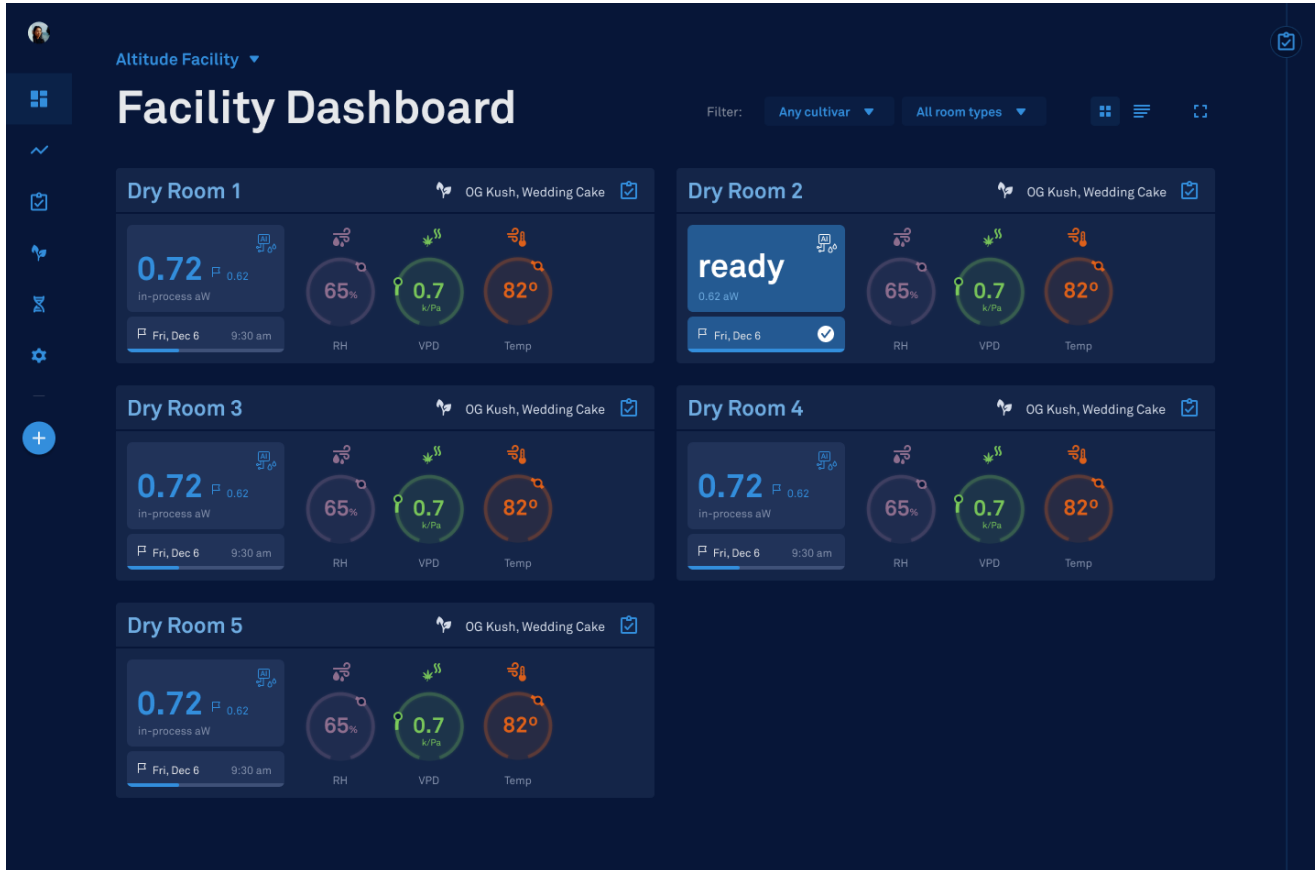 Altitude Facility
Facility Dashboard
Filter: Any cultivar All room types
Dry Room 1 OG Kush, Wedding Cake
AI
0.72 0.62
in-process aW
Fri, Dec 6 9:30 am
65% 0.7 k/Pa 82º
RH VPD Temp
Dry Room 2 OG Kush, Wedding Cake
AI
ready
0.62 aW
Fri, Dec 6
65% 0.7 k/Pa 82º
RH VPD Temp
Dry Room 3 OG Kush, Wedding Cake
AI
0.72 0.62
in-process aW
Fri, Dec 6 9:30 am
65% 0.7 k/Pa 82º
RH VPD Temp
Dry Room 4 OG Kush, Wedding Cake
AI
0.72 0.62
in-process aW
Fri, Dec 6 9:30 am
65% 0.7 k/Pa 82º
RH VPD Temp
Dry Room 5 OG Kush, Wedding Cake
AI
0.72 0.62
in-process aW
Fri, Dec 6 9:30 am
65% 0.7 k/Pa 82º
RH VPD Temp